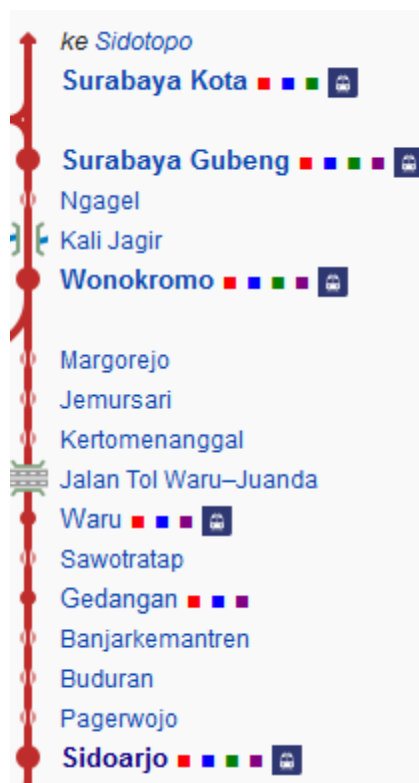 ke Sidotopo
Surabaya Kota
Surabaya Gubeng
Ngagel
Kali Jagir
Wonokromo
Margorejo
Jemursari
Kertomenanggal
Jalan Tol Waru–Juanda
Waru
Sawotratap
Gedangan
Banjarkemantren
Buduran
Pagerwojo
Sidoarjo